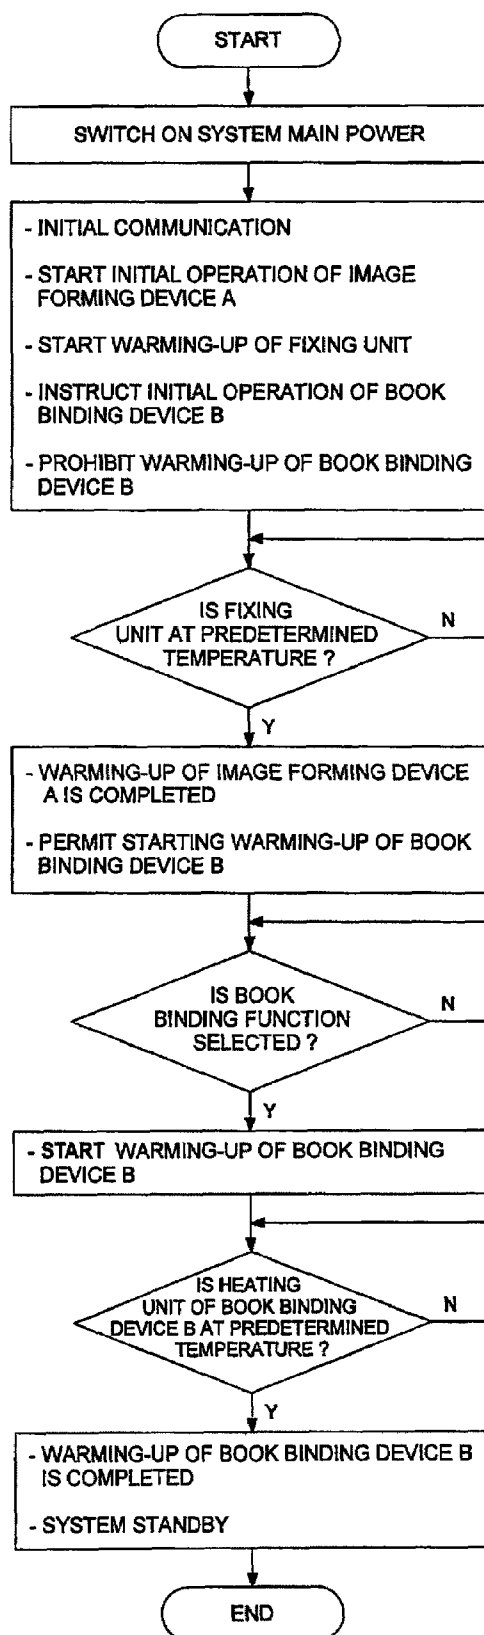 START
SWITCH ON SYSTEM MAIN POWER
- INITIAL COMMUNICATION
- START INITIAL OPERATION OF IMAGE
FORMING DEVICE A
- START WARMING-UP OF FIXING UNIT
- INSTRUCT INITIAL OPERATION OF BOOK
BINDING DEVICE B
- PROHIBIT WARMING-UP OF BOOK BINDING
DEVICE B
IS FIXING
UNIT AT PREDETERMINED
TEMPERATURE ?
N
Y
- WARMING-UP OF IMAGE FORMING DEVICE
A IS COMPLETED
- PERMIT STARTING WARMING-UP OF BOOK
BINDING DEVICE B
IS BOOK
BINDING FUNCTION
SELECTED ?
N
Y
- START WARMING-UP OF BOOK BINDING
DEVICE B
IS HEATING
UNIT OF BOOK BINDING
DEVICE B AT PREDETERMINED
TEMPERATURE ?
N
Y
- WARMING-UP OF BOOK BINDING DEVICE B
IS COMPLETED
- SYSTEM STANDBY
END